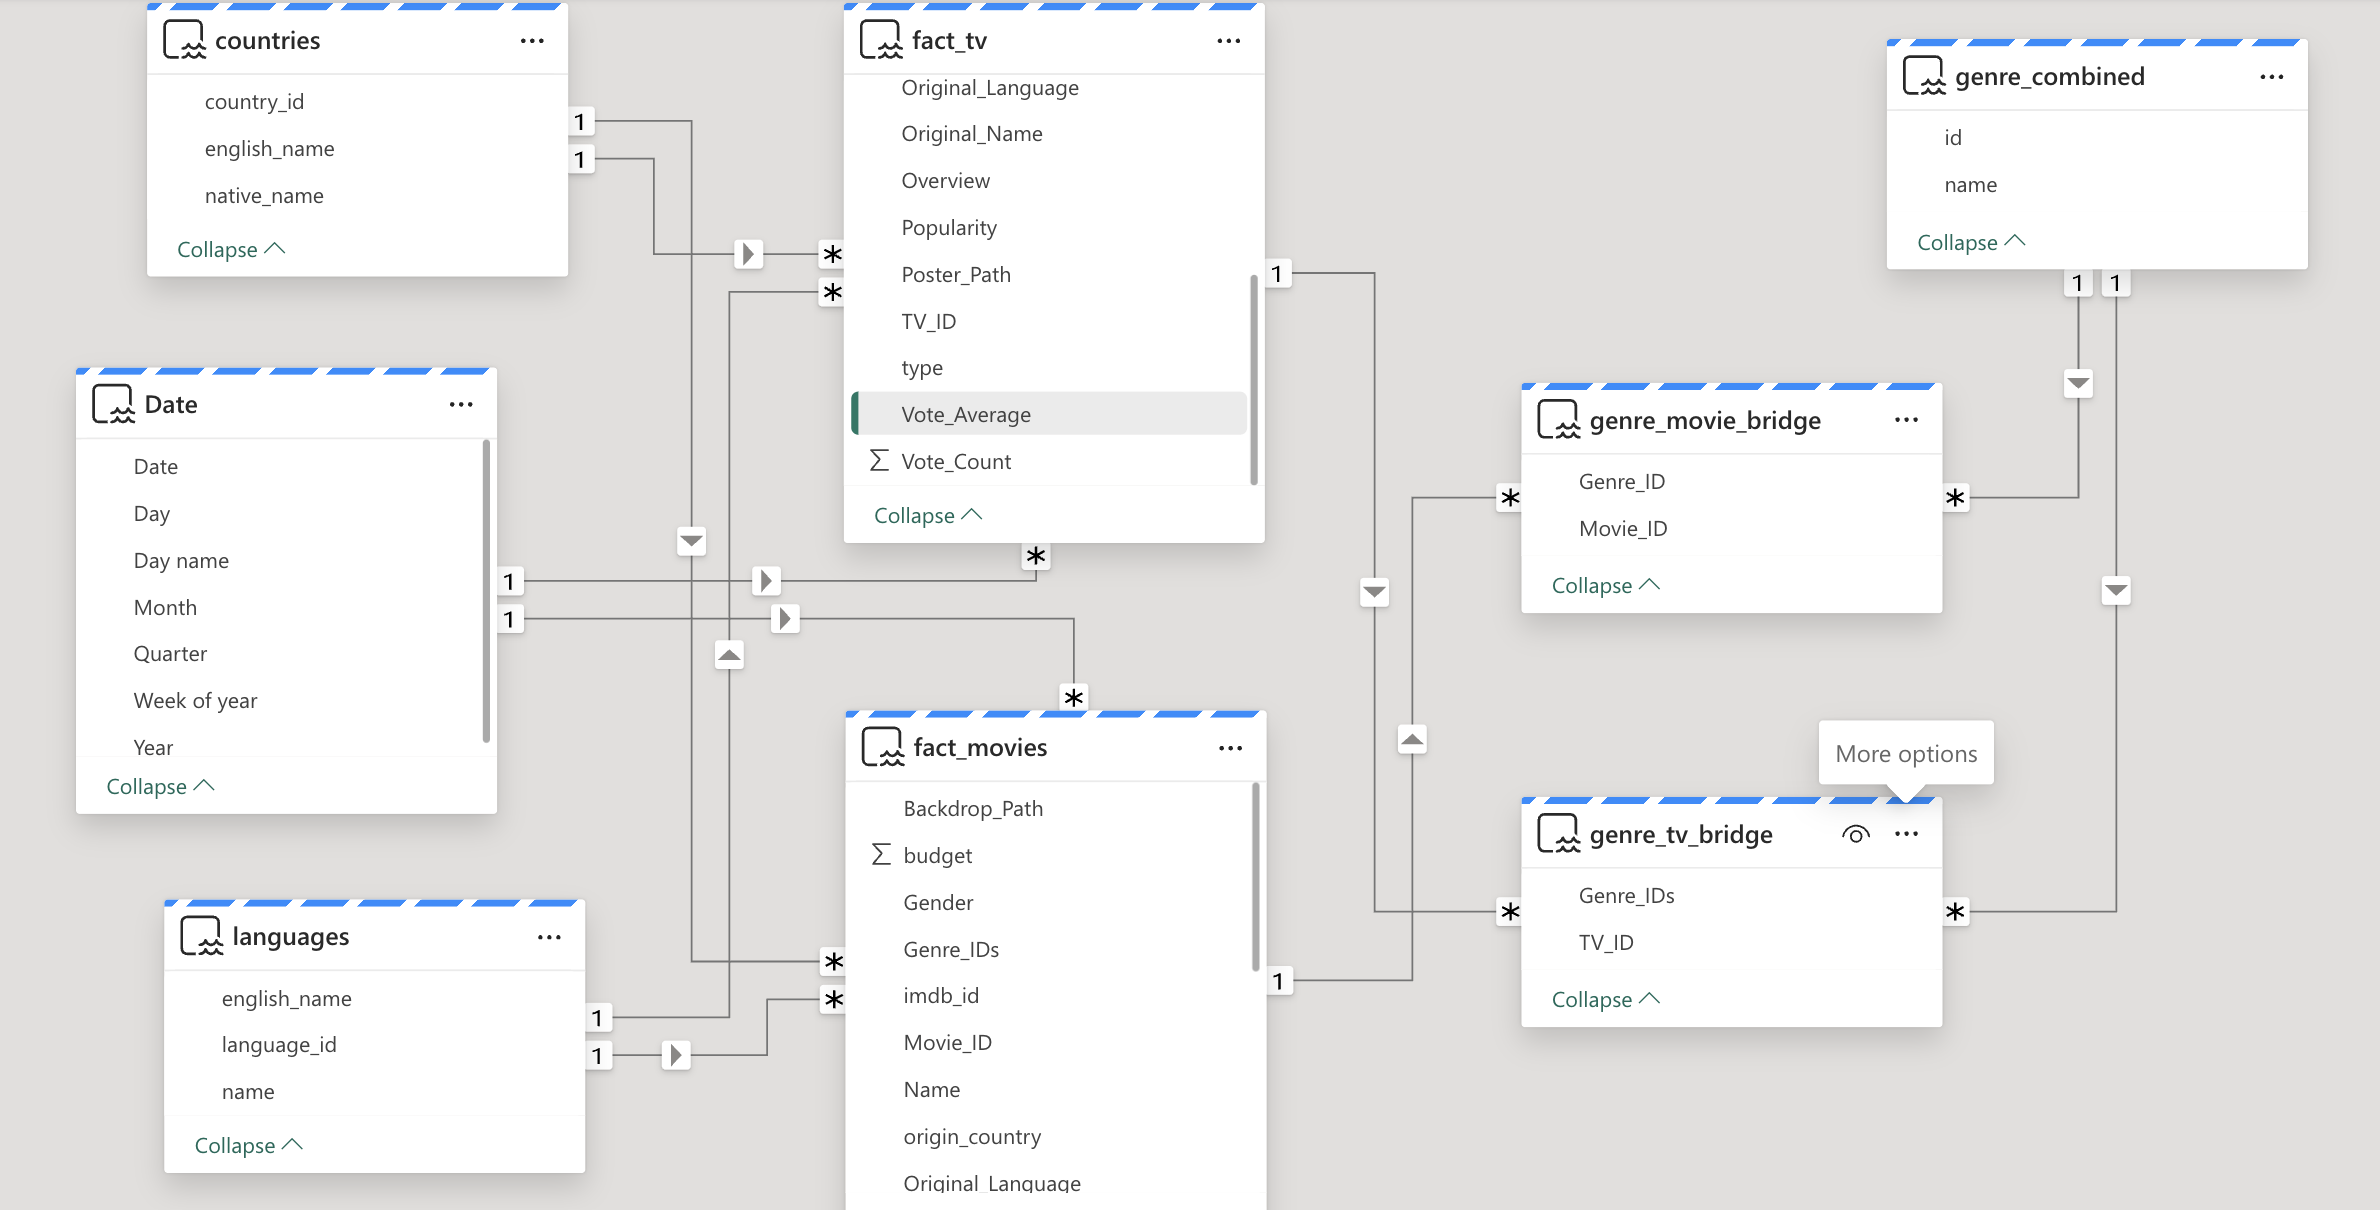 countries
country_id
english_name
native_name
Collapse
1
1
fact_tv
Original_Language
Original_Name
Overview
Popularity
Poster_Path
TV_ID
type
Vote_Average
Vote_Count
Collapse
*
*
*
1
genre_combined
id
name
Collapse
1 1
Date
Date
Day
Day name
Month
Quarter
Week of year
Year
Collapse
1
1
genre_movie_bridge
Genre_ID
Movie_ID
Collapse
*
*
More options
genre_tv_bridge
Genre_IDs
TV_ID
Collapse
*
*
languages
english_name
language_id
name
Collapse
1
1
fact_movies
Backdrop_Path
budget
Gender
Genre_IDs
imdb_id
Movie_ID
Name
origin_country
Original_Language
*
*
*
1